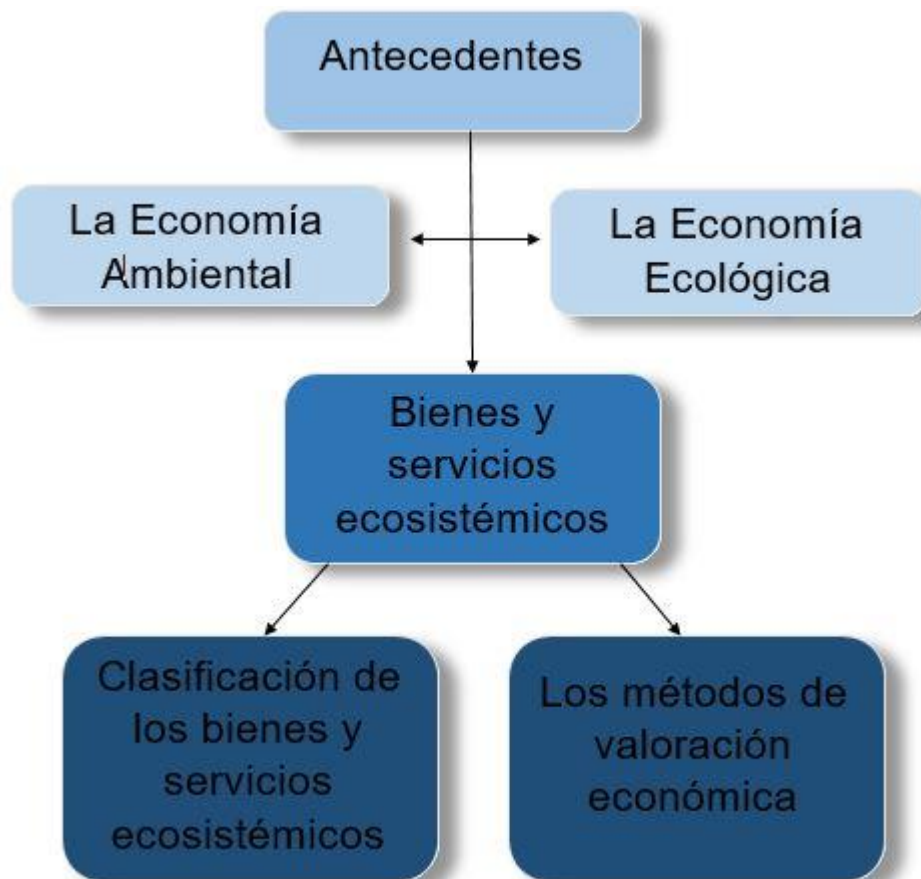 Antecedentes
La Economía
Ambiental
La Economía
Ecológica
Bienes y
servicios
ecosistémicos
Clasificación de
los bienes y
servicios
ecosistémicos
Los métodos de
valoración
económica